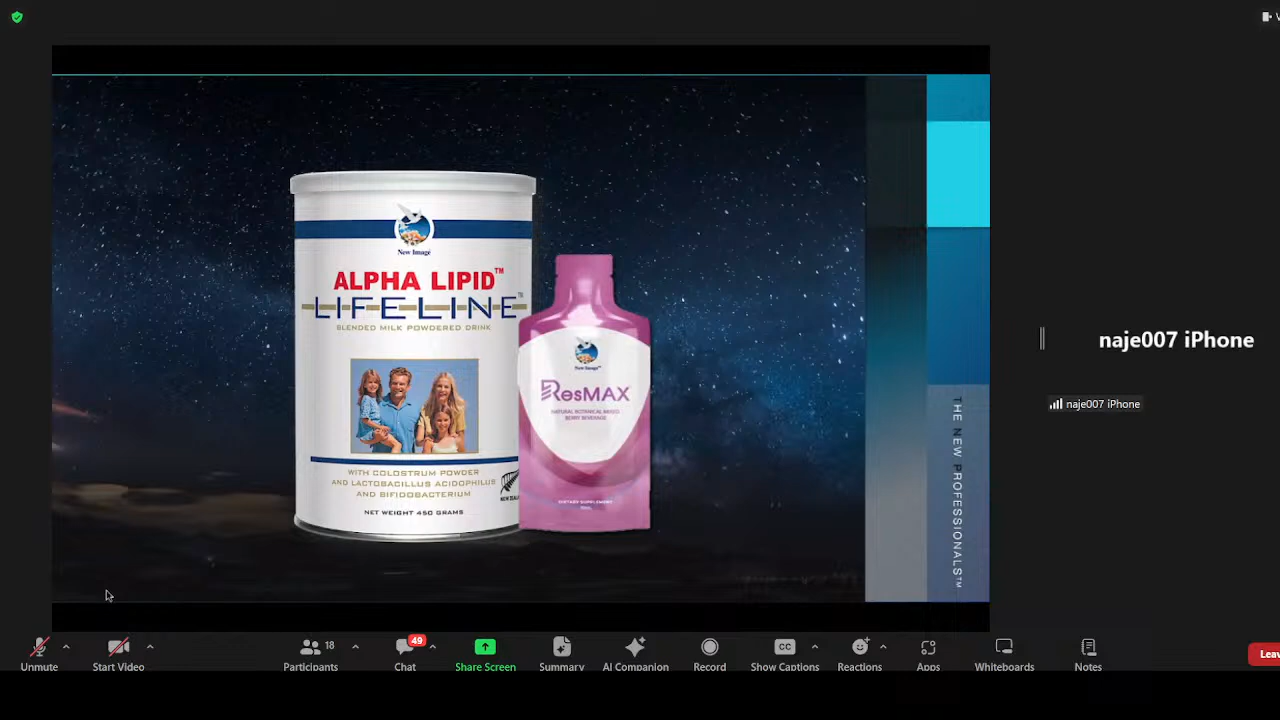 New Image
ALPHA LIPID™
LIFELINE™
BLENDED MILK POWDERED DRINK
WITH COLOSTRUM POWDER
AND LACTOBACILLUS ACIDOPHILUS
AND BIFIDOBACTERIUM
NET WEIGHT 450 GRAMS
New Image™
ResMAX
NATURAL BOTANICAL MIXED
BERRY BEVERAGE
DIETARY SUPPLEMENT
THE NEW PROFESSIONALS™
naje007 iPhone
naje007 iPhone
18
49
CC
Unmute
Start Video
Participants
Chat
Share Screen
Summary
AI Companion
Record
Show Captions
Reactions
Apps
Whiteboards
Notes